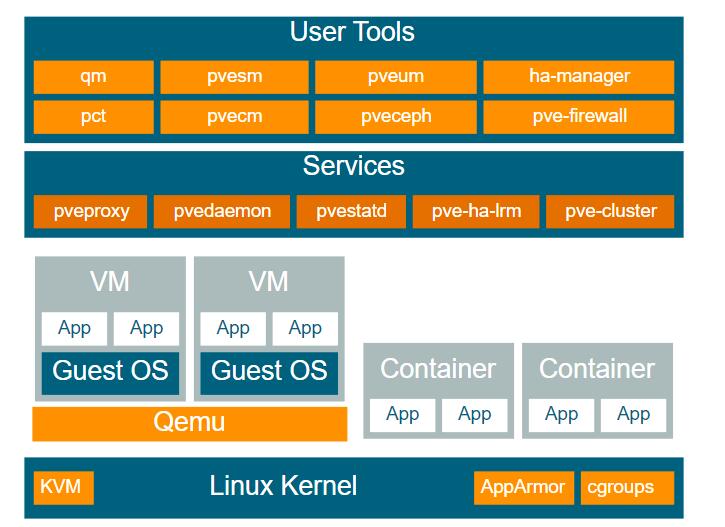 User Tools
qm pvesm pveum ha-manager
pct pvecm pveceph pve-firewall
Services
pveproxy pvedaemon pvestatd pve-ha-lrm pve-cluster
VM VM
App App App App
Guest OS Guest OS
Container Container
App App App App
Qemu
KVM Linux Kernel AppArmor cgroups